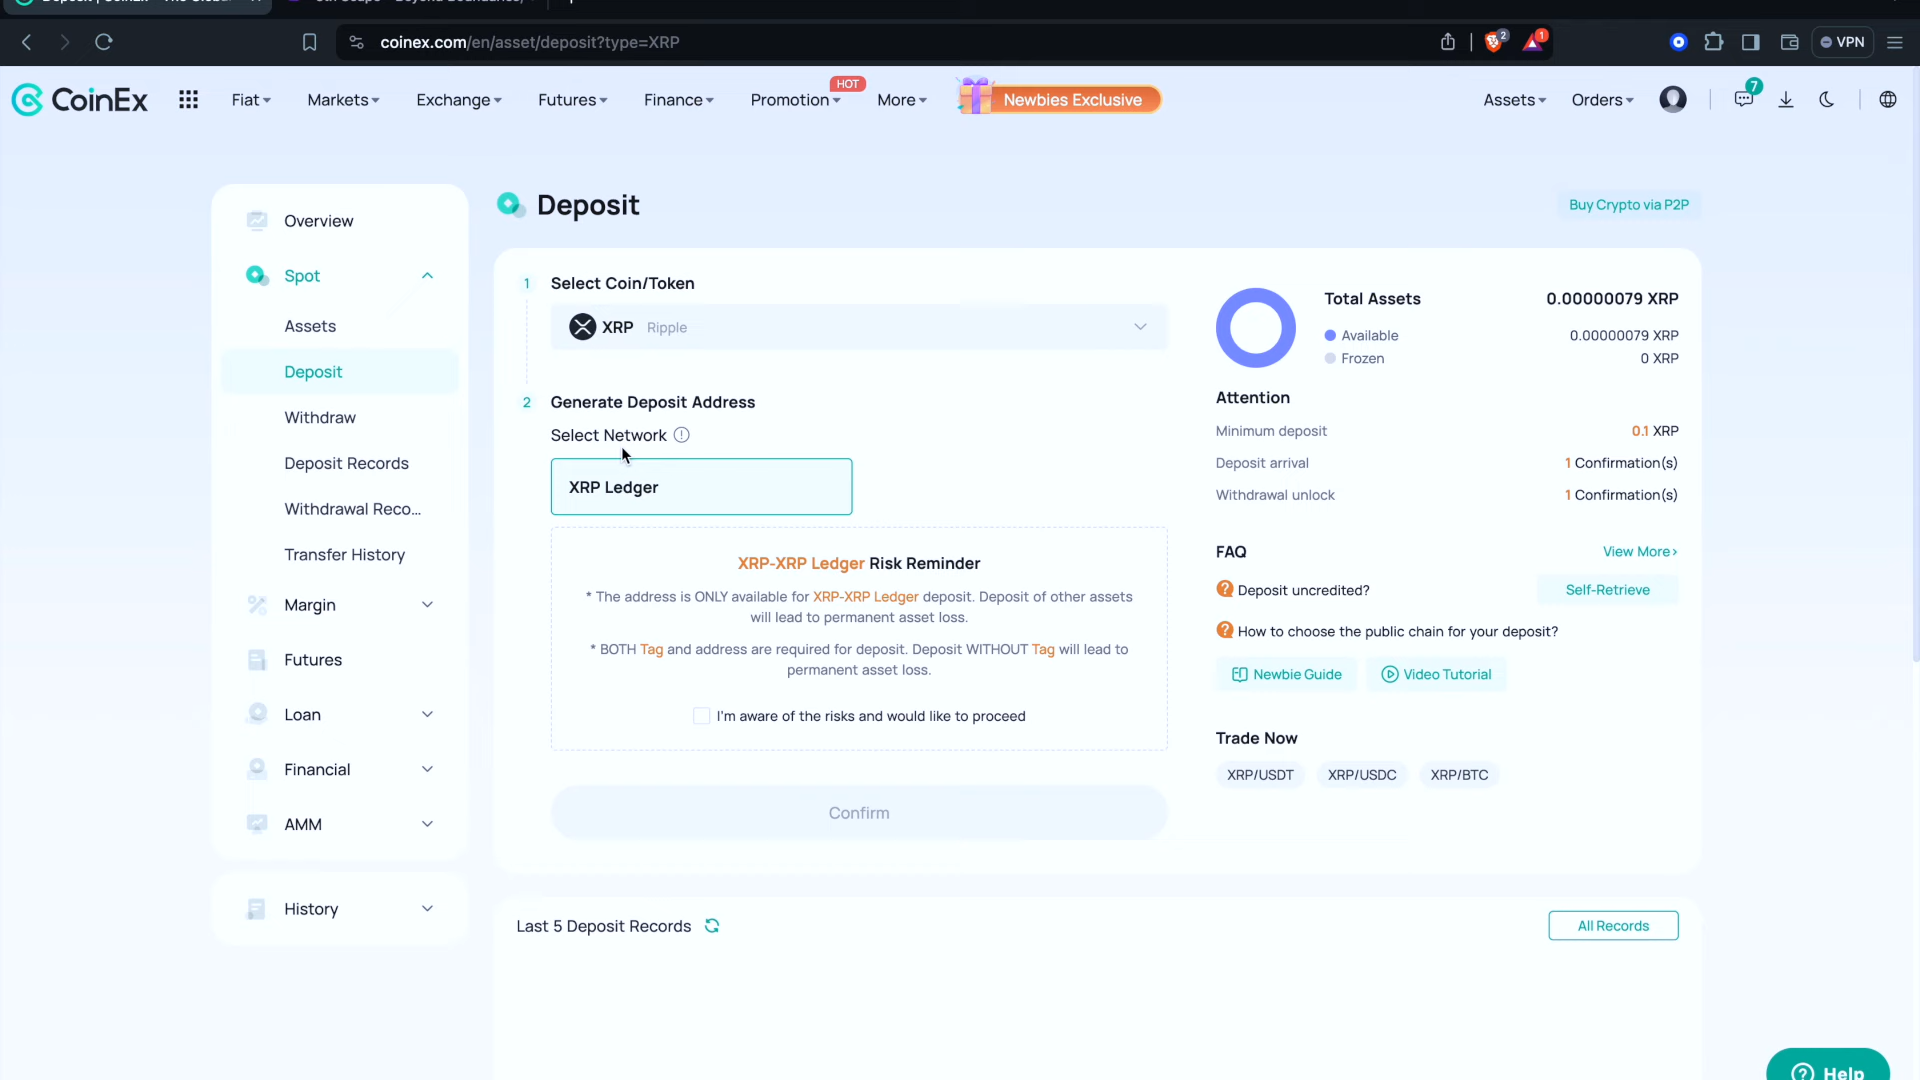 coinex.com/en/asset/deposit?type=XRP
2
1
VPN
CoinEx
Fiat
Markets
Exchange
Futures
Finance
Promotion
HOT
More
Newbies Exclusive
Assets
Orders
7
Overview
Spot
Assets
Deposit
Withdraw
Deposit Records
Withdrawal Reco...
Transfer History
Margin
Futures
Loan
Financial
AMM
History
Deposit
Buy Crypto via P2P
1 Select Coin/Token
XRP Ripple
2 Generate Deposit Address
Select Network
XRP Ledger
XRP-XRP Ledger Risk Reminder
* The address is ONLY available for XRP-XRP Ledger deposit. Deposit of other assets
will lead to permanent asset loss.
* BOTH Tag and address are required for deposit. Deposit WITHOUT Tag will lead to
permanent asset loss.
I'm aware of the risks and would like to proceed
Confirm
Total Assets 0.00000079 XRP
Available 0.00000079 XRP
Frozen 0 XRP
Attention
Minimum deposit 0.1 XRP
Deposit arrival 1 Confirmation(s)
Withdrawal unlock 1 Confirmation(s)
FAQ View More>
Deposit uncredited? Self-Retrieve
How to choose the public chain for your deposit?
Newbie Guide Video Tutorial
Trade Now
XRP/USDT XRP/USDC XRP/BTC
Last 5 Deposit Records
All Records
Help